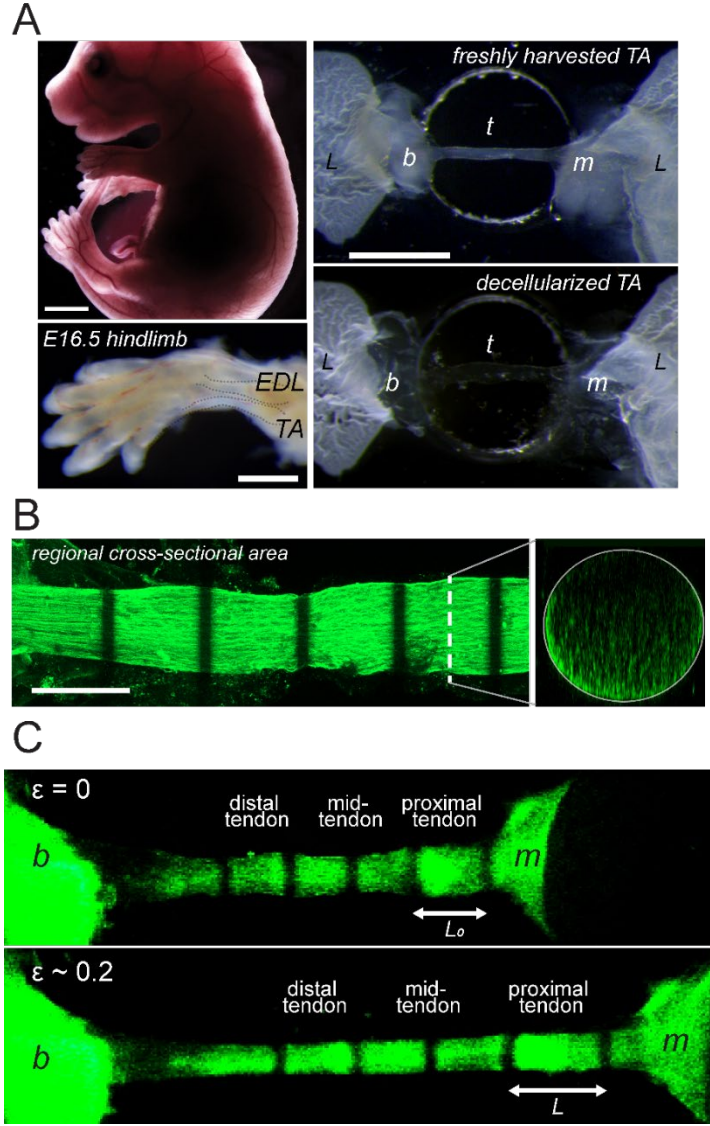 A
freshly harvested TA
t
L
b
m
L
E16.5 hindlimb
EDL
TA
decellularized TA
t
L
b
m
L
B
regional cross-sectional area
C
ε = 0
distal
tendon
mid-
tendon
proximal
tendon
b
m
L₀
ε ~ 0.2
distal
tendon
mid-
tendon
proximal
tendon
b
m
L